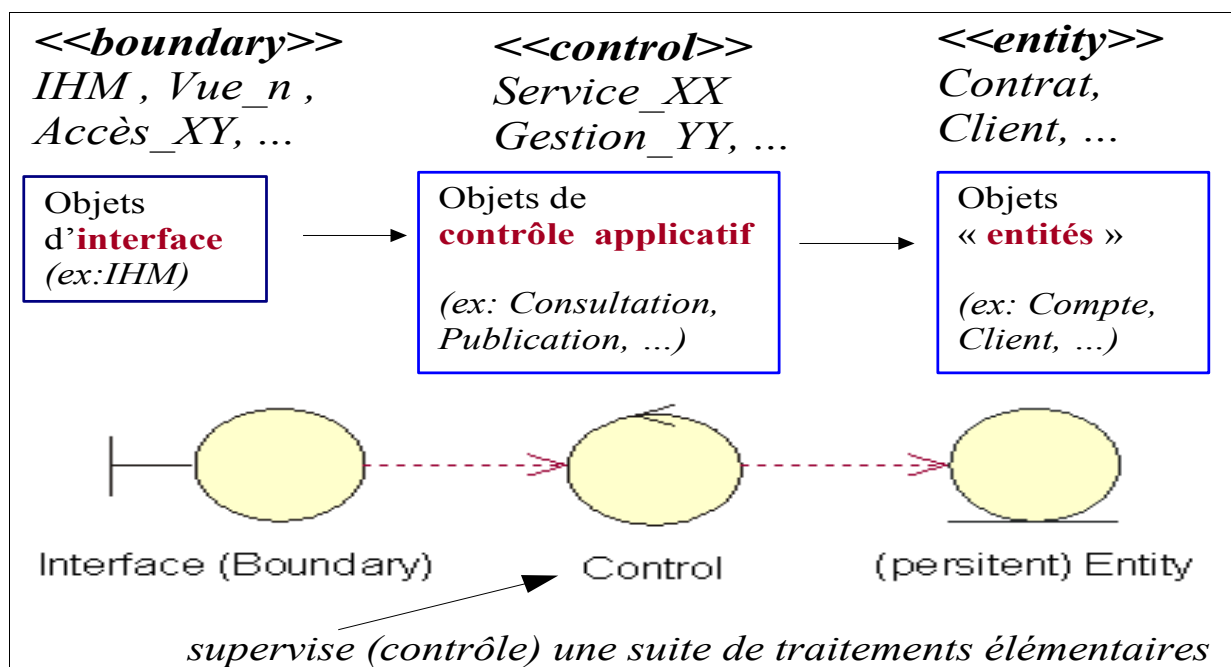 <<boundary>>
IHM , Vue_n ,
Accès_XY, ...
<<control>>
Service_XX
Gestion_YY, ...
<<entity>>
Contrat,
Client, ...
Objets
d’interface
(ex:IHM)
Objets de
contrôle applicatif
(ex: Consultation,
Publication, ...)
Objets
« entités »
(ex: Compte,
Client, ...)
Interface (Boundary)
Control
(persitent) Entity
supervise (contrôle) une suite de traitements élémentaires